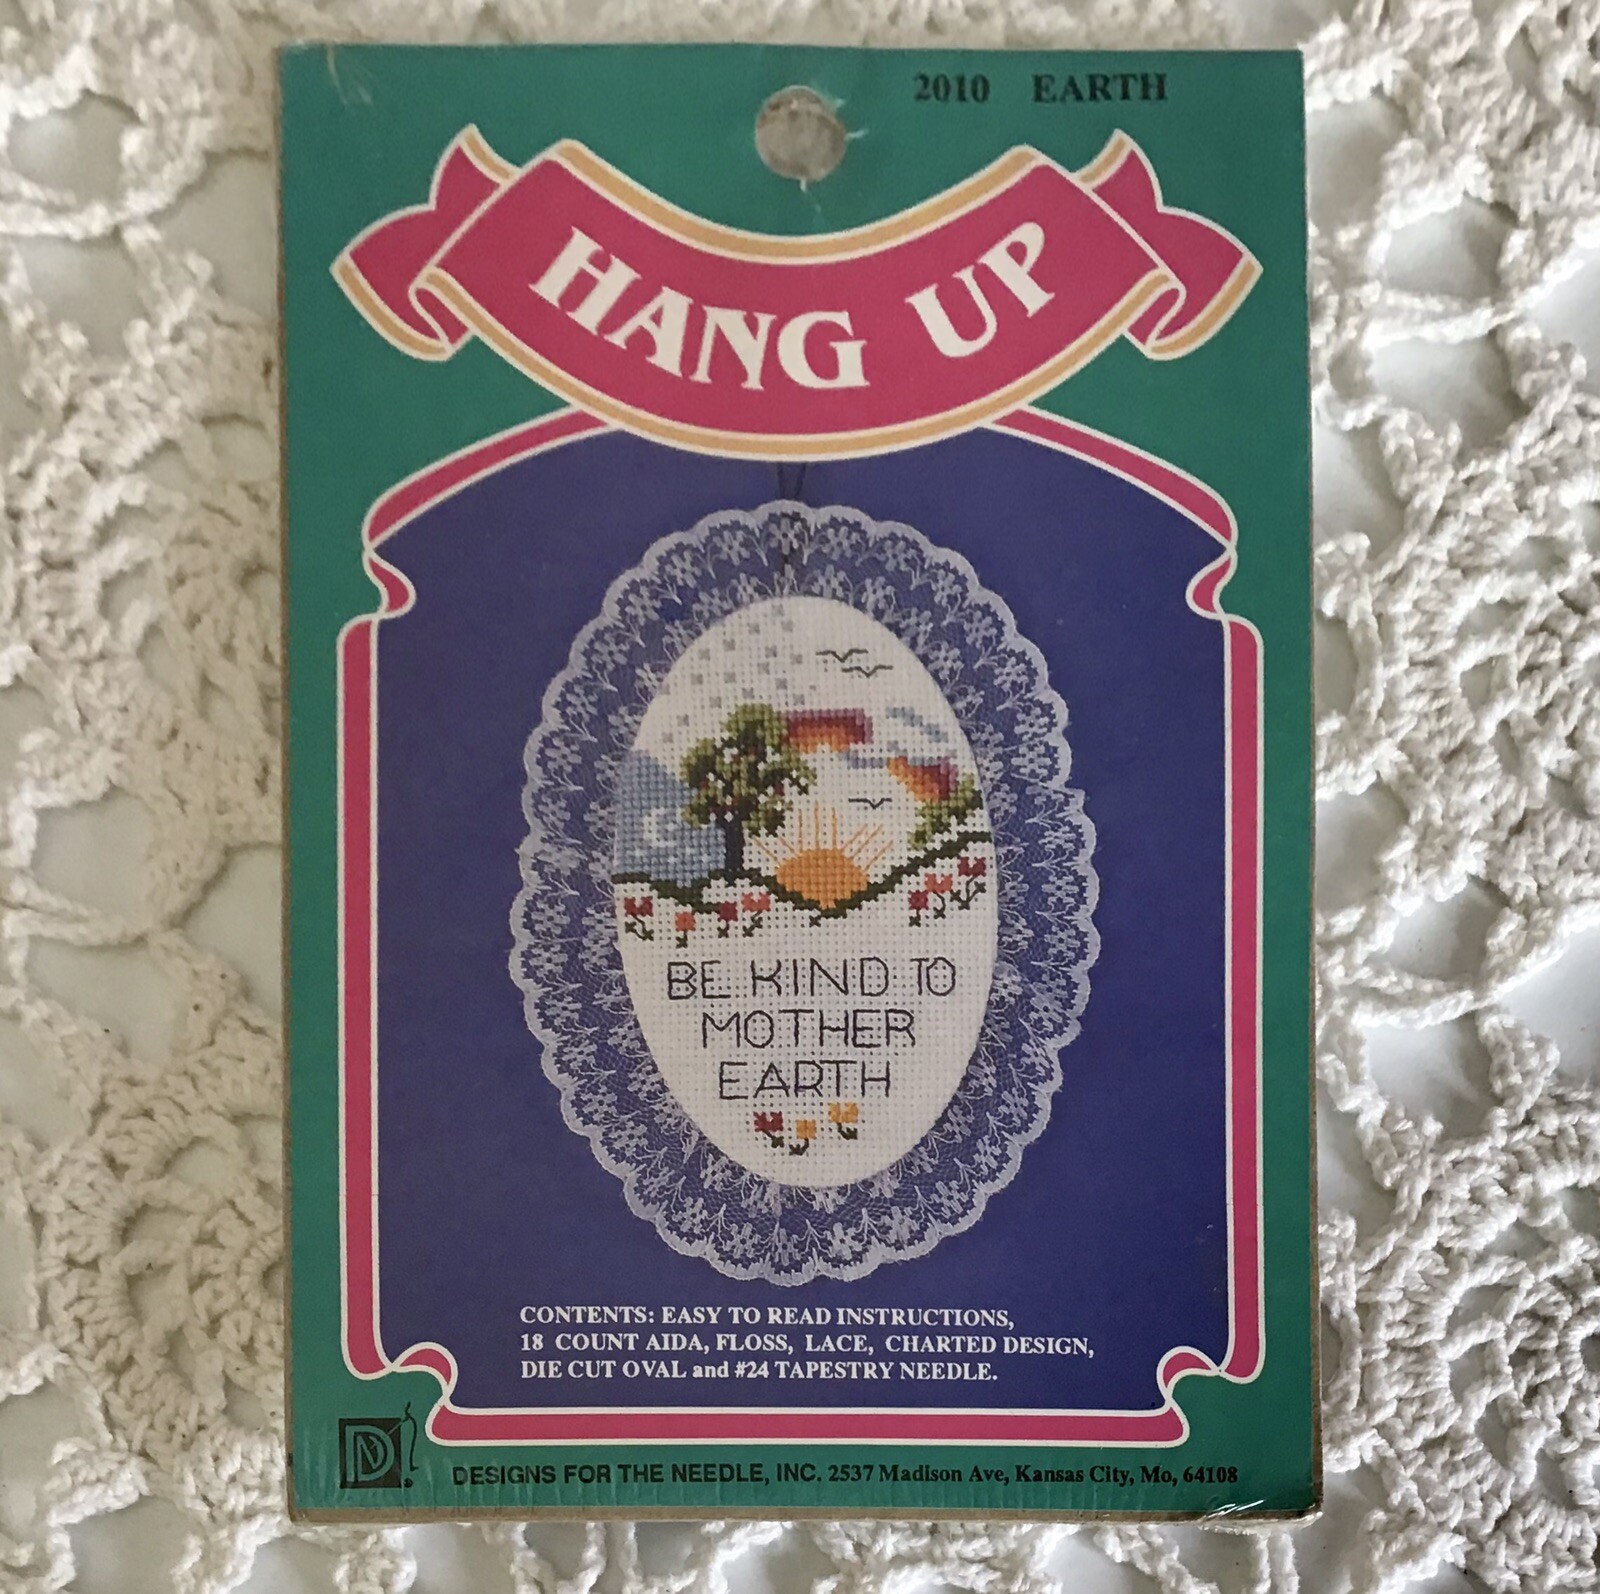 2010 EARTH
HANG UP
BE KIND TO
MOTHER
EARTH
CONTENTS: EASY TO READ INSTRUCTIONS,
18 COUNT AIDA, FLOSS, LACE, CHARTED DESIGN,
DIE CUT OVAL and #24 TAPESTRY NEEDLE.
DN®
DESIGNS FOR THE NEEDLE, INC. 2537 Madison Ave, Kansas City, Mo, 64108